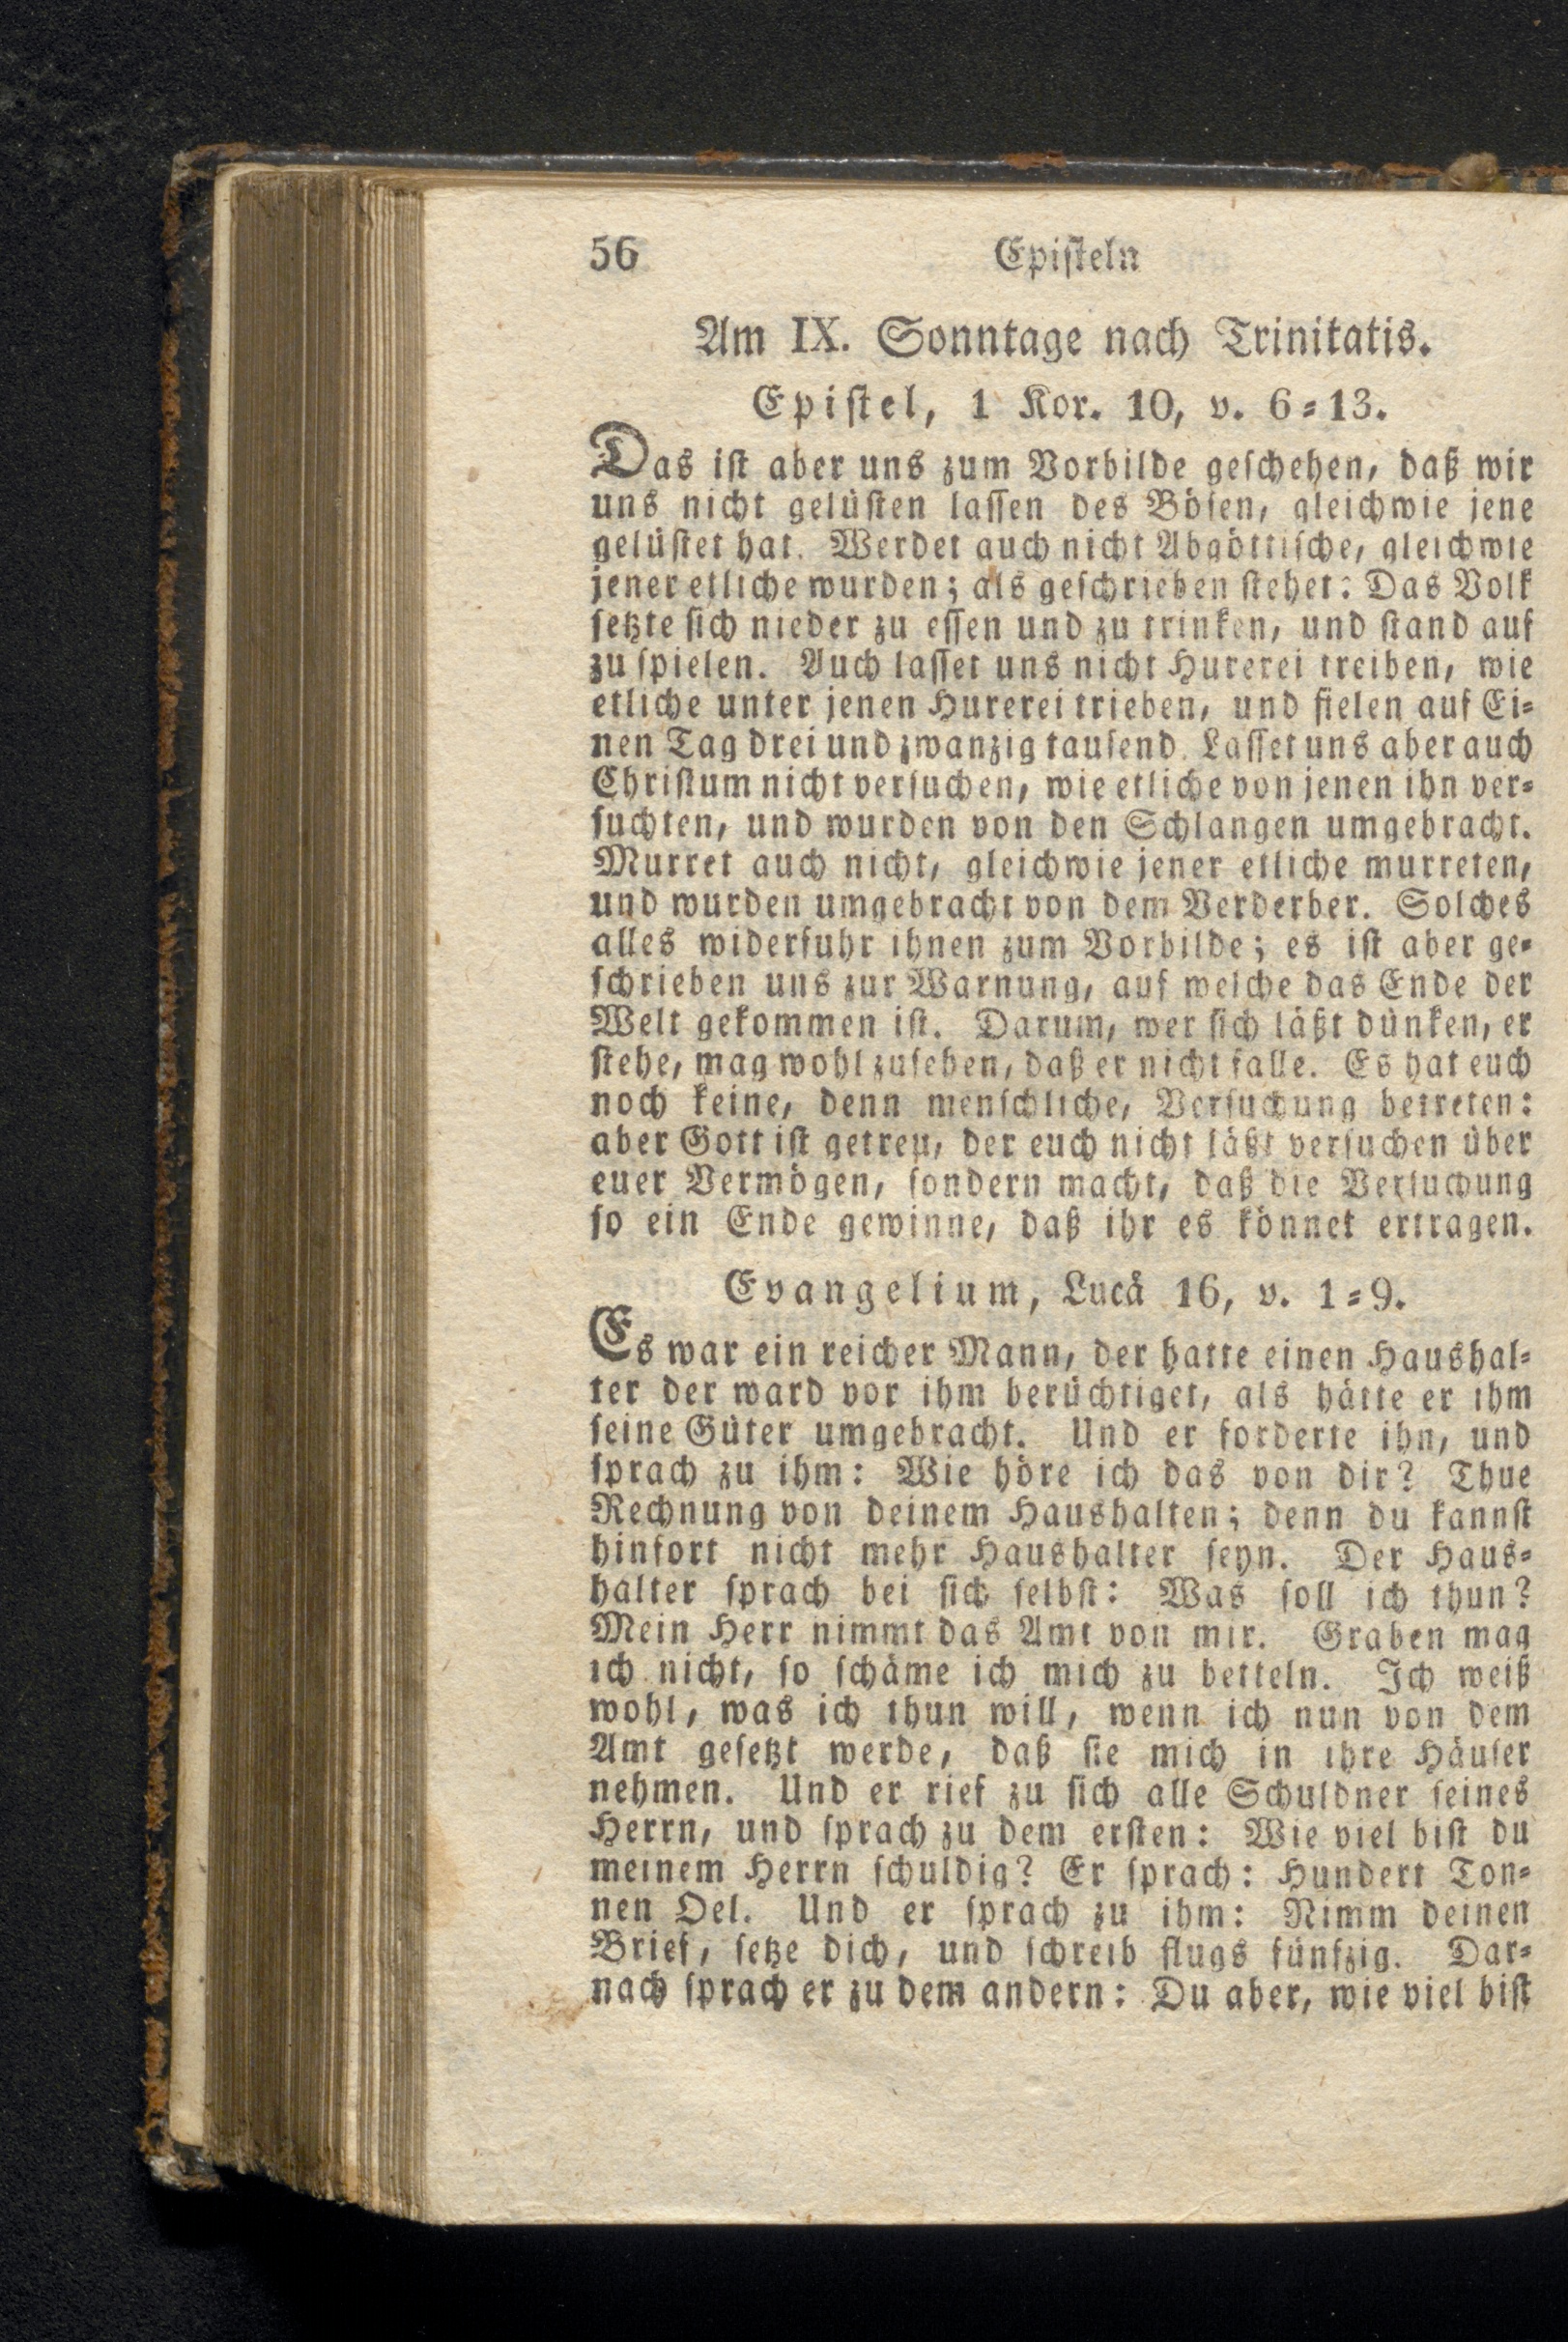 56 Epiſteln
Am IX. Sonntage nach Trinitatis.
Epiſtel, 1 Kor. 10, v. 6⸗13.
Das iſt aber uns zum Vorbilde geſchehen, daß wir
uns nicht gelüſten laſſen des Böſen, gleichwie jene
gelüſtet hat. Werdet auch nicht Abgöttiſche, gleichwie
jener etliche wurden; als geſchrieben ſtehet: Das Volk
ſetzte ſich nieder zu eſſen und zu trinken, und ſtand auf
zu ſpielen. Auch laſſet uns nicht Hurerei treiben, wie
etliche unter jenen Hurerei trieben, und fielen auf Ei⸗
nen Tag drei und zwanzig tauſend. Laſſet uns aber auch
Chriſtum nicht verſuchen, wie etliche von jenen ihn ver⸗
ſuchten, und wurden von den Schlangen umgebracht.
Murret auch nicht, gleichwie jener etliche murreten,
und wurden umgebracht von dem Verderber. Solches
alles widerfuhr ihnen zum Vorbilde; es iſt aber ge⸗
ſchrieben uns zur Warnung, auf welche das Ende der
Welt gekommen iſt. Darum, wer ſich läßt dünken, er
ſtehe, mag wohl zuſehen, daß er nicht falle. Es hat euch
noch keine, denn menſchliche, Verſuchung betreten:
aber Gott iſt getreu, der euch nicht läßt verſuchen über
euer Vermögen, ſondern macht, daß die Verſuchung
ſo ein Ende gewinne, daß ihr es könnet ertragen.
Evangelium, Lucä 16, v. 1⸗9.
Es war ein reicher Mann, der hatte einen Haushal⸗
ter der ward vor ihm berüchtiget, als hätte er ihm
ſeine Güter umgebracht. Und er forderte ihn, und
ſprach zu ihm: Wie höre ich das von dir? Thue
Rechnung von deinem Haushalten; denn du kannſt
hinfort nicht mehr Haushalter ſeyn. Der Haus⸗
halter ſprach bei ſich ſelbſt: Was ſoll ich thun?
Mein Herr nimmt das Amt von mir. Graben mag
ich nicht, ſo ſchäme ich mich zu betteln. Ich weiß
wohl, was ich thun will, wenn ich nun von dem
Amt geſetzt werde, daß ſie mich in ihre Häuſer
nehmen. Und er rief zu ſich alle Schuldner ſeines
Herrn, und ſprach zu dem erſten: Wie viel biſt du
meinem Herrn ſchuldig? Er ſprach: Hundert Ton⸗
nen Oel. Und er ſprach zu ihm: Nimm deinen
Brief, ſetze dich, und ſchreib flugs fünfzig. Dar⸗
nach ſprach er zu dem andern: Du aber, wie viel biſt